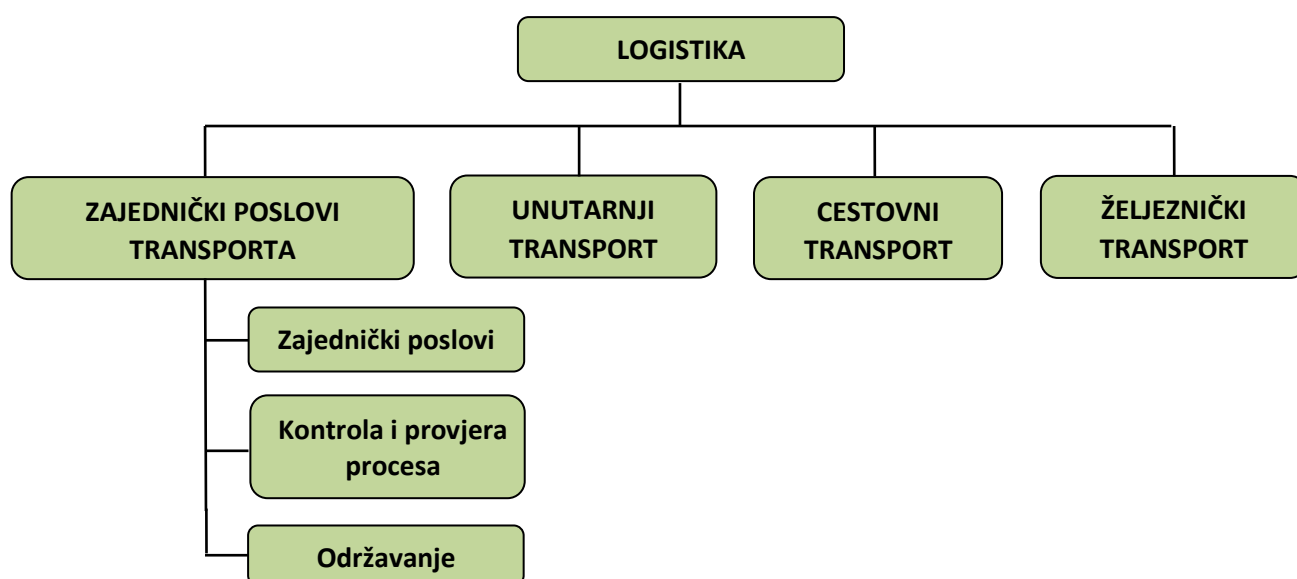 LOGISTIKA
ZAJEDNIČKI POSLOVI
TRANSPORTA
UNUTARNJI
TRANSPORT
CESTOVNI
TRANSPORT
ŽELJEZNIČKI
TRANSPORT
Zajednički poslovi
Kontrola i provjera
procesa
Održavanje